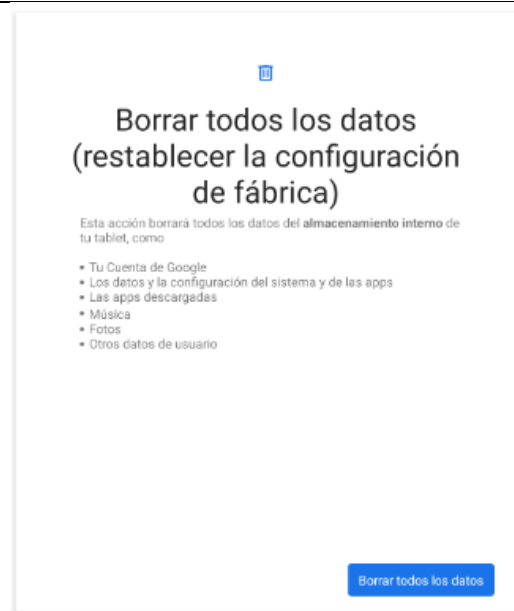 Borrar todos los datos
(restablecer la configuración
de fábrica)
Esta acción borrará todos los datos del almacenamiento interno de
tu tablet, como
• Tu Cuenta de Google
• Los datos y la configuración del sistema y de las apps
• Las apps descargadas
• Música
• Fotos
• Otros datos de usuario
Borrar todos los datos